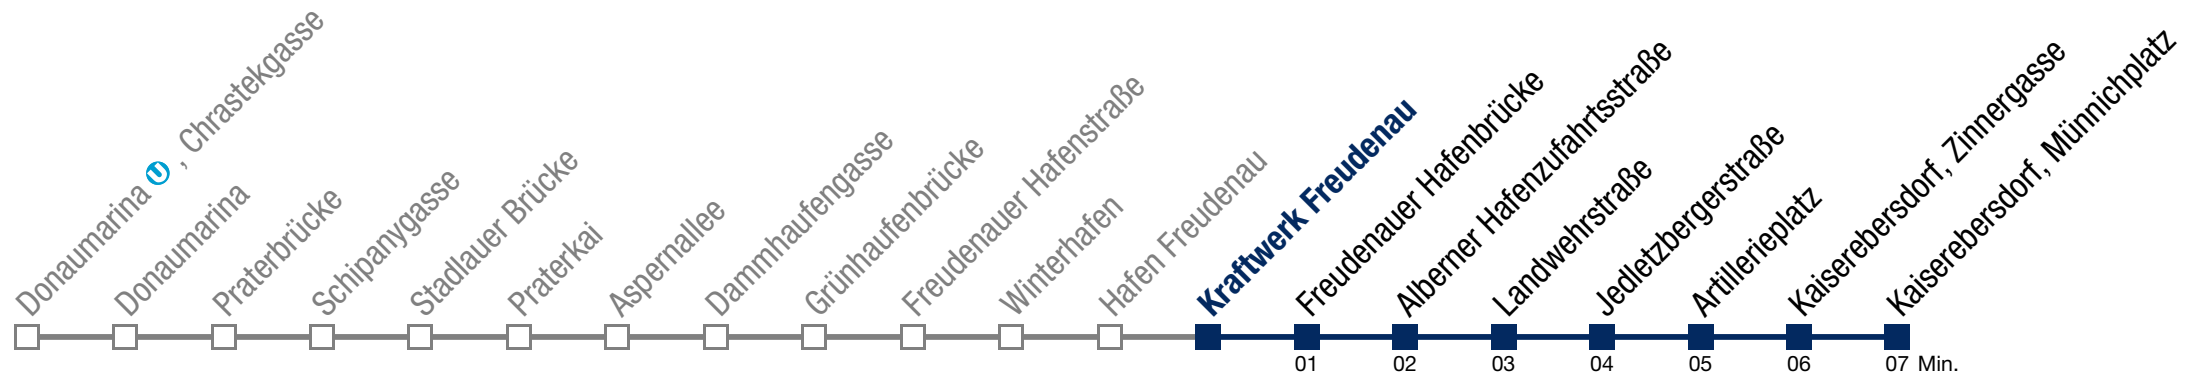 Donaumarina U, Chrastekgasse
Donaumarina
Praterbrücke
Schipanygasse
Stadlauer Brücke
Praterkai
Aspernallee
Dammhaufengasse
Grünhaufenbrücke
Freudenauer Hafenstraße
Winterhafen
Hafen Freudenau
Kraftwerk Freudenau
Freudenauer Hafenbrücke
Alberner Hafenzufahrtsstraße
Landwehrstraße
Jedletzbergerstraße
Artillerieplatz
Kaiserebersdorf, Zinnergasse
Kaiserebersdorf, Münnichplatz
01 02 03 04 05 06 07 Min.